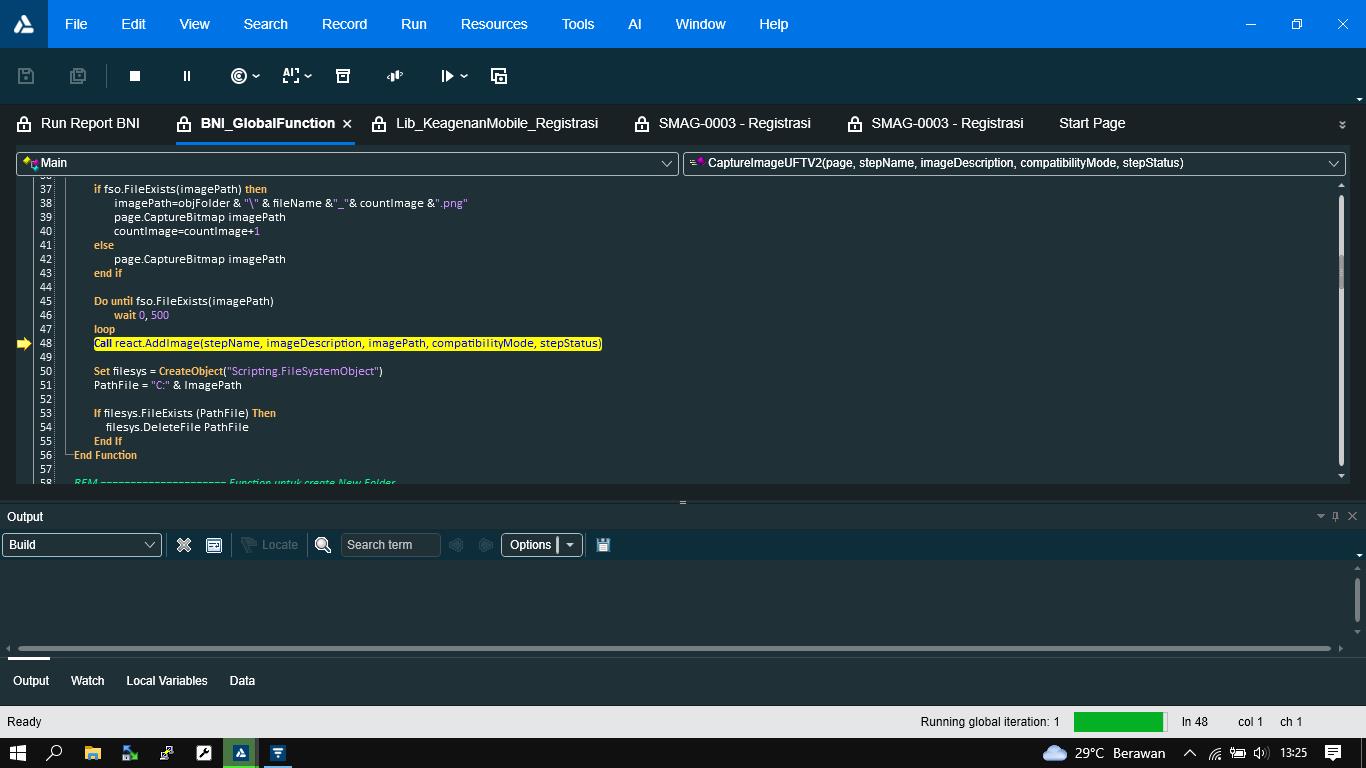 File Edit View Search Record Run Resources Tools AI Window Help
AI
Run Report BNI BNI_GlobalFunction Lib_KeagenanMobile_Registrasi SMAG-0003 - Registrasi SMAG-0003 - Registrasi Start Page
Main CaptureImageUFTV2(page, stepName, imageDescription, compatibilityMode, stepStatus)
36
37 if fso.FileExists(imagePath) then
38 imagePath=objFolder & "\" & fileName &"_"& countImage &".png"
39 page.CaptureBitmap imagePath
40 countImage=countImage+1
41 else
42 page.CaptureBitmap imagePath
43 end if
44
45 Do until fso.FileExists(imagePath)
46 wait 0, 500
47 loop
48 Call react.AddImage(stepName, imageDescription, imagePath, compatibilityMode, stepStatus)
49
50 Set filesys = CreateObject("Scripting.FileSystemObject")
51 PathFile = "C:" & ImagePath
52
53 If filesys.FileExists (PathFile) Then
54 filesys.DeleteFile PathFile
55 End If
56 End Function
57
58 REM ===================== Function untuk create New Folder
Output
Build Locate Search term Options
Output Watch Local Variables Data
Ready Running global iteration: 1 ln 48 col 1 ch 1
29°C Berawan 13:25